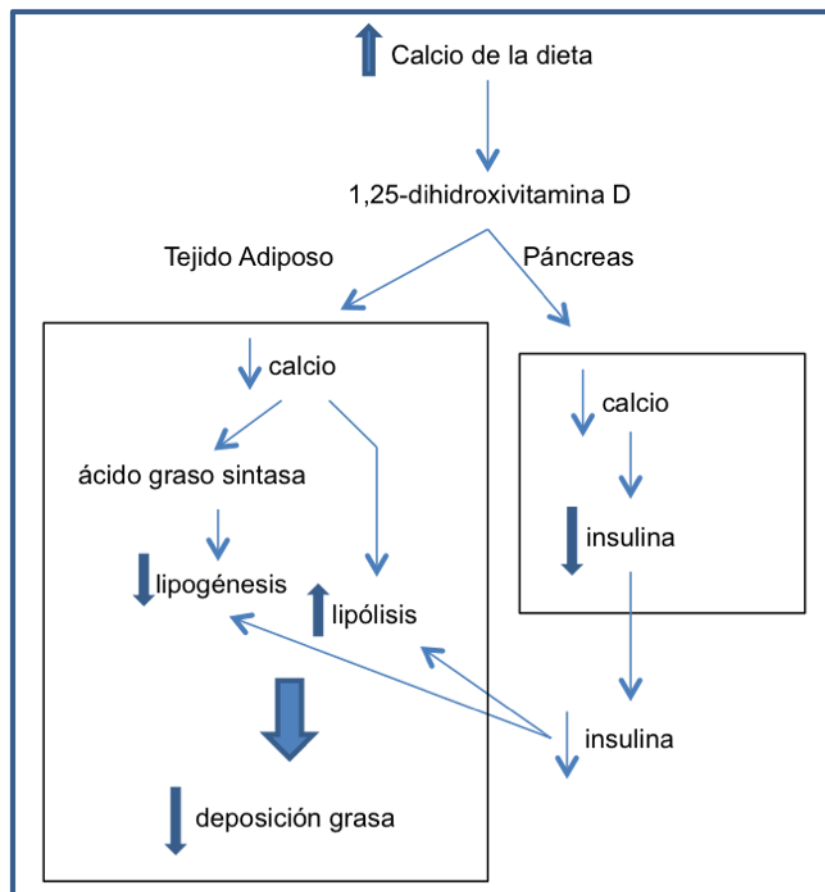 Calcio de la dieta
1,25-dihidroxivitamina D
Tejido Adiposo
Páncreas
calcio
ácido graso sintasa
lipogénesis
lipólisis
deposición grasa
calcio
insulina
insulina